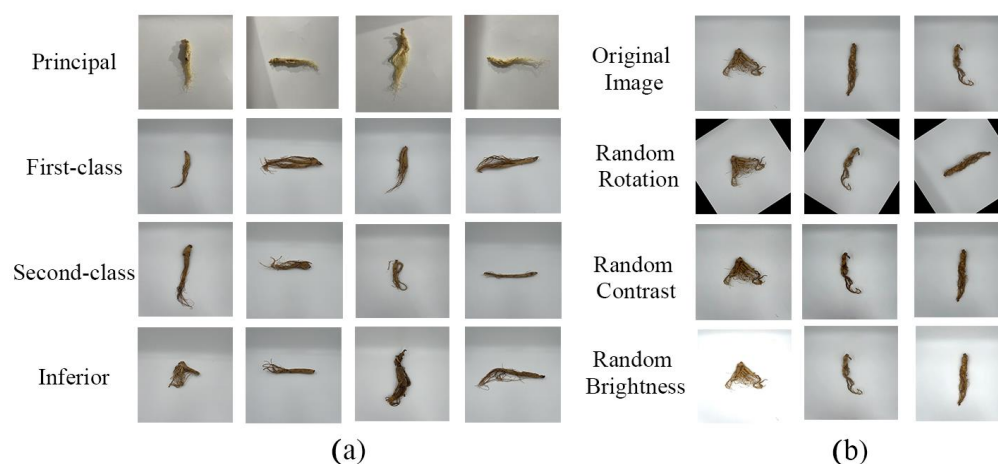 Principal
First-class
Second-class
Inferior
(a)
Original
Image
Random
Rotation
Random
Contrast
Random
Brightness
(b)